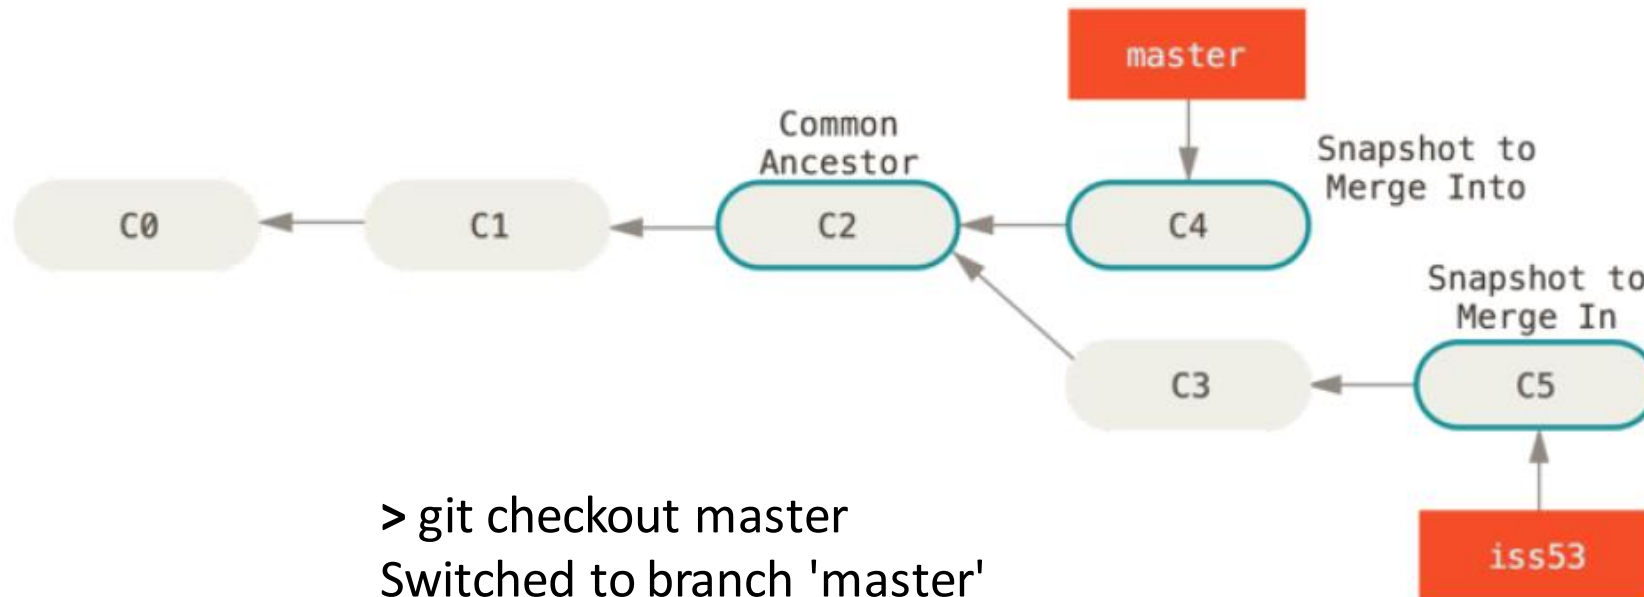 master
Common
Ancestor
Snapshot to
Merge Into
C0
C1
C2
C4
Snapshot to
Merge In
C3
C5
> git checkout master
Switched to branch 'master'
iss53